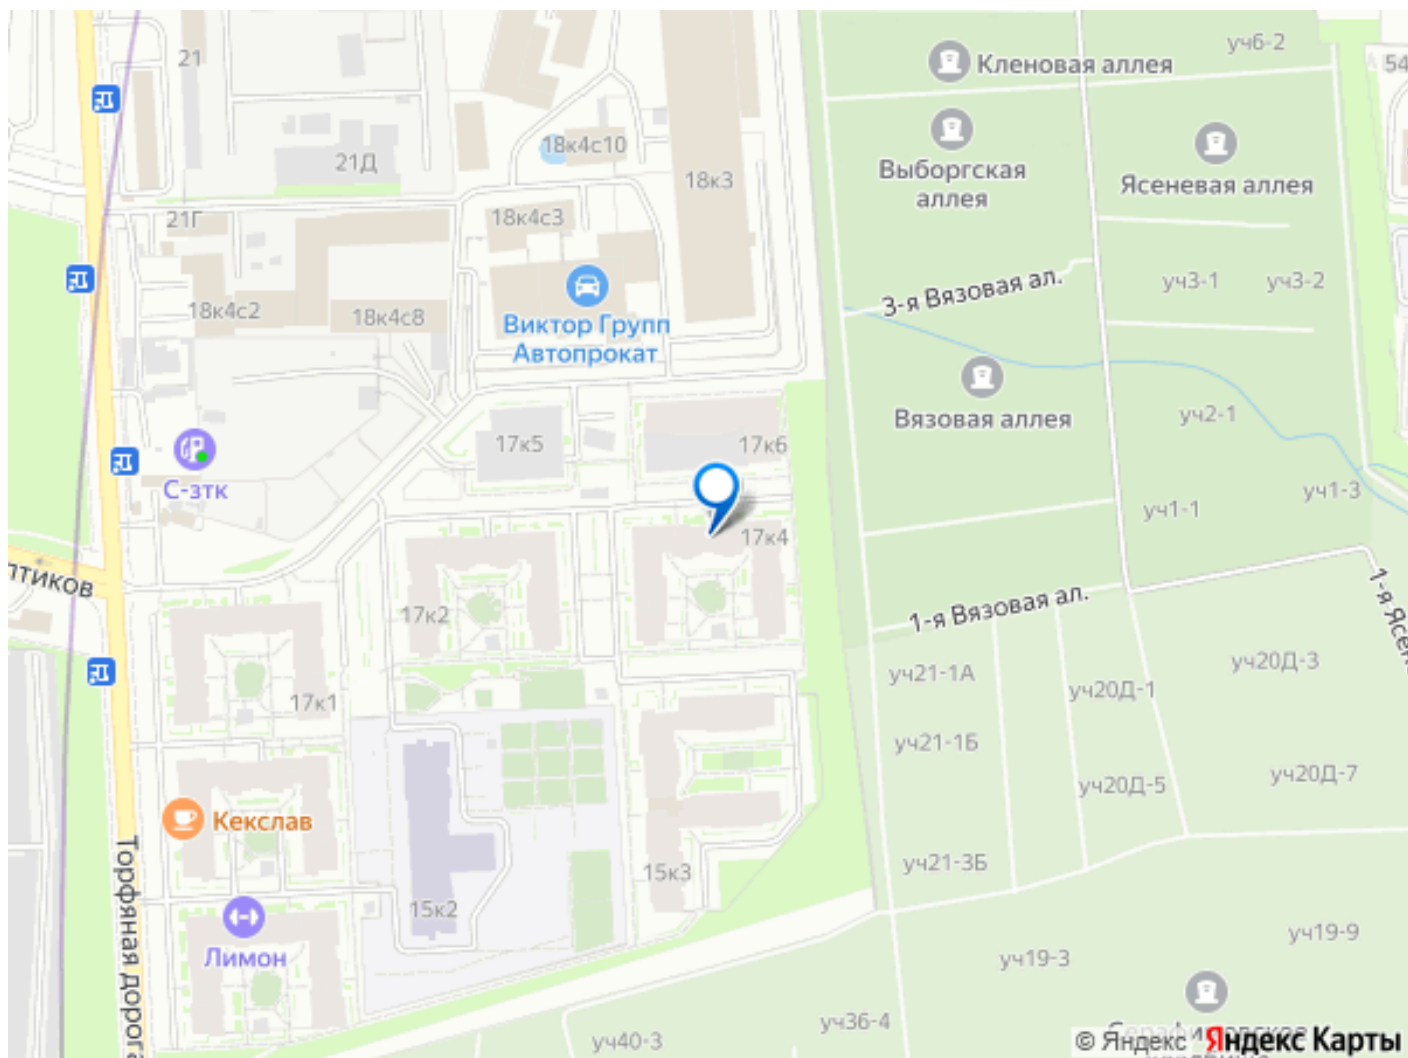 уч6-2
Кленовая аллея
54
21
18к4с10
21Д
Выборгская
аллея
Ясеневая аллея
18к3
21Г
18к4с3
3-я Вязовая ал.
уч3-1
уч3-2
18к4с2
18к4с8
Виктор Групп
Автопрокат
Вязовая аллея
уч2-1
17к5
17к6
С-зтк
уч1-3
уч1-1
17к4
птиков
1-я Вязовая ал.
17к2
1-я Ясен
уч20Д-3
уч21-1А
уч20Д-1
17к1
уч21-1Б
уч20Д-7
уч20Д-5
Кекслав
Торфяная дорога
уч21-3Б
15к3
15к2
уч19-9
Лимон
уч19-3
уч36-4
уч40-3
© Яндекс Яндекс Карты